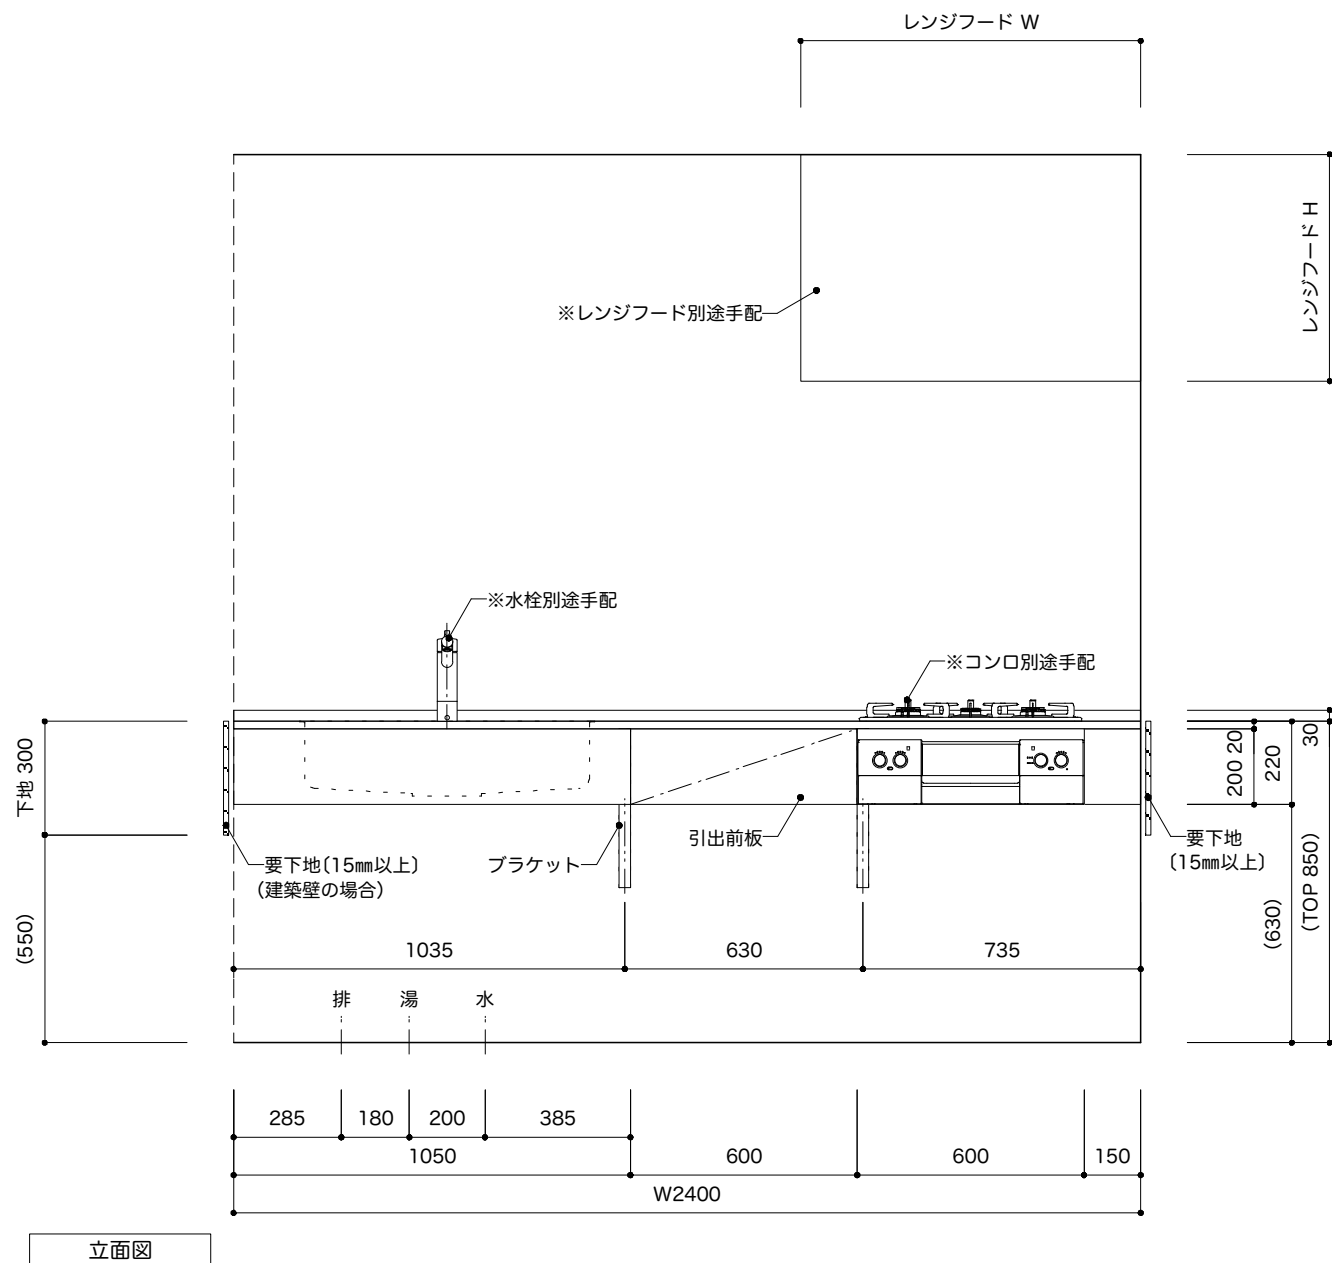 レンジフード W
レンジフード H
※レンジフード別途手配
※水栓別途手配
※コンロ別途手配
下地 300
(550)
200 20
220
30
(630)
(TOP 850)
要下地〔15㎜以上〕
(建築壁の場合)
ブラケット
引出前板
要下地
〔15㎜以上〕
1035
630
735
排
湯
水
285
180
200
385
1050
600
600
150
W2400
立面図